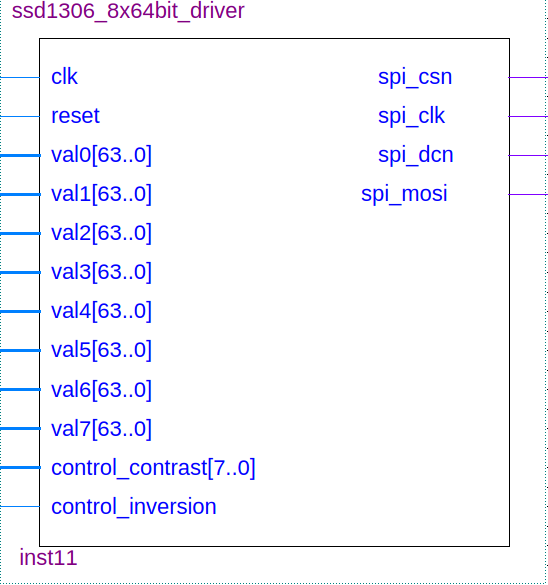 ssd1306_8x64bit_driver
clk spi_csn
reset spi_clk
val0[63..0] spi_dcn
val1[63..0] spi_mosi
val2[63..0]
val3[63..0]
val4[63..0]
val5[63..0]
val6[63..0]
val7[63..0]
control_contrast[7..0]
control_inversion
inst11